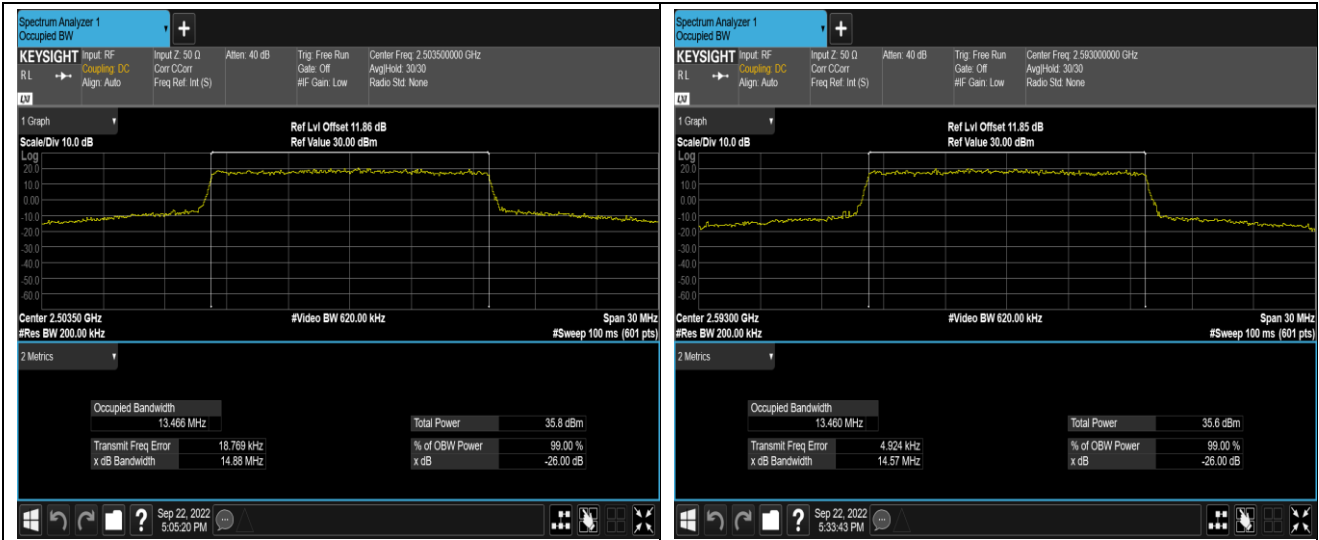 Spectrum Analyzer 1
Occupied BW
KEYSIGHT Input: RF Input Z: 50 Ω Atten: 40 dB Trig: Free Run Center Freq: 2.503500000 GHz
Coupling: DC Corr CCorr Gate: Off Avg|Hold: 30/30
RL Align: Auto Freq Ref: Int (S) #IF Gain: Low Radio Std: None
LXI
1 Graph
Ref Lvl Offset 11.86 dB
Scale/Div 10.0 dB Ref Value 30.00 dBm
Log
20.0
10.0
0.00
-10.0
-20.0
-30.0
-40.0
-50.0
-60.0
Center 2.50350 GHz #Video BW 620.00 kHz Span 30 MHz
#Res BW 200.00 kHz #Sweep 100 ms (601 pts)
2 Metrics
Occupied Bandwidth
13.466 MHz Total Power 35.8 dBm
Transmit Freq Error 18.769 kHz % of OBW Power 99.00 %
x dB Bandwidth 14.88 MHz x dB -26.00 dB
Sep 22, 2022
5:05:20 PM
Spectrum Analyzer 1
Occupied BW
KEYSIGHT Input: RF Input Z: 50 Ω Atten: 40 dB Trig: Free Run Center Freq: 2.593000000 GHz
Coupling: DC Corr CCorr Gate: Off Avg|Hold: 30/30
RL Align: Auto Freq Ref: Int (S) #IF Gain: Low Radio Std: None
LXI
1 Graph
Ref Lvl Offset 11.85 dB
Scale/Div 10.0 dB Ref Value 30.00 dBm
Log
20.0
10.0
0.00
-10.0
-20.0
-30.0
-40.0
-50.0
-60.0
Center 2.59300 GHz #Video BW 620.00 kHz Span 30 MHz
#Res BW 200.00 kHz #Sweep 100 ms (601 pts)
2 Metrics
Occupied Bandwidth
13.460 MHz Total Power 35.6 dBm
Transmit Freq Error 4.924 kHz % of OBW Power 99.00 %
x dB Bandwidth 14.57 MHz x dB -26.00 dB
Sep 22, 2022
5:33:43 PM